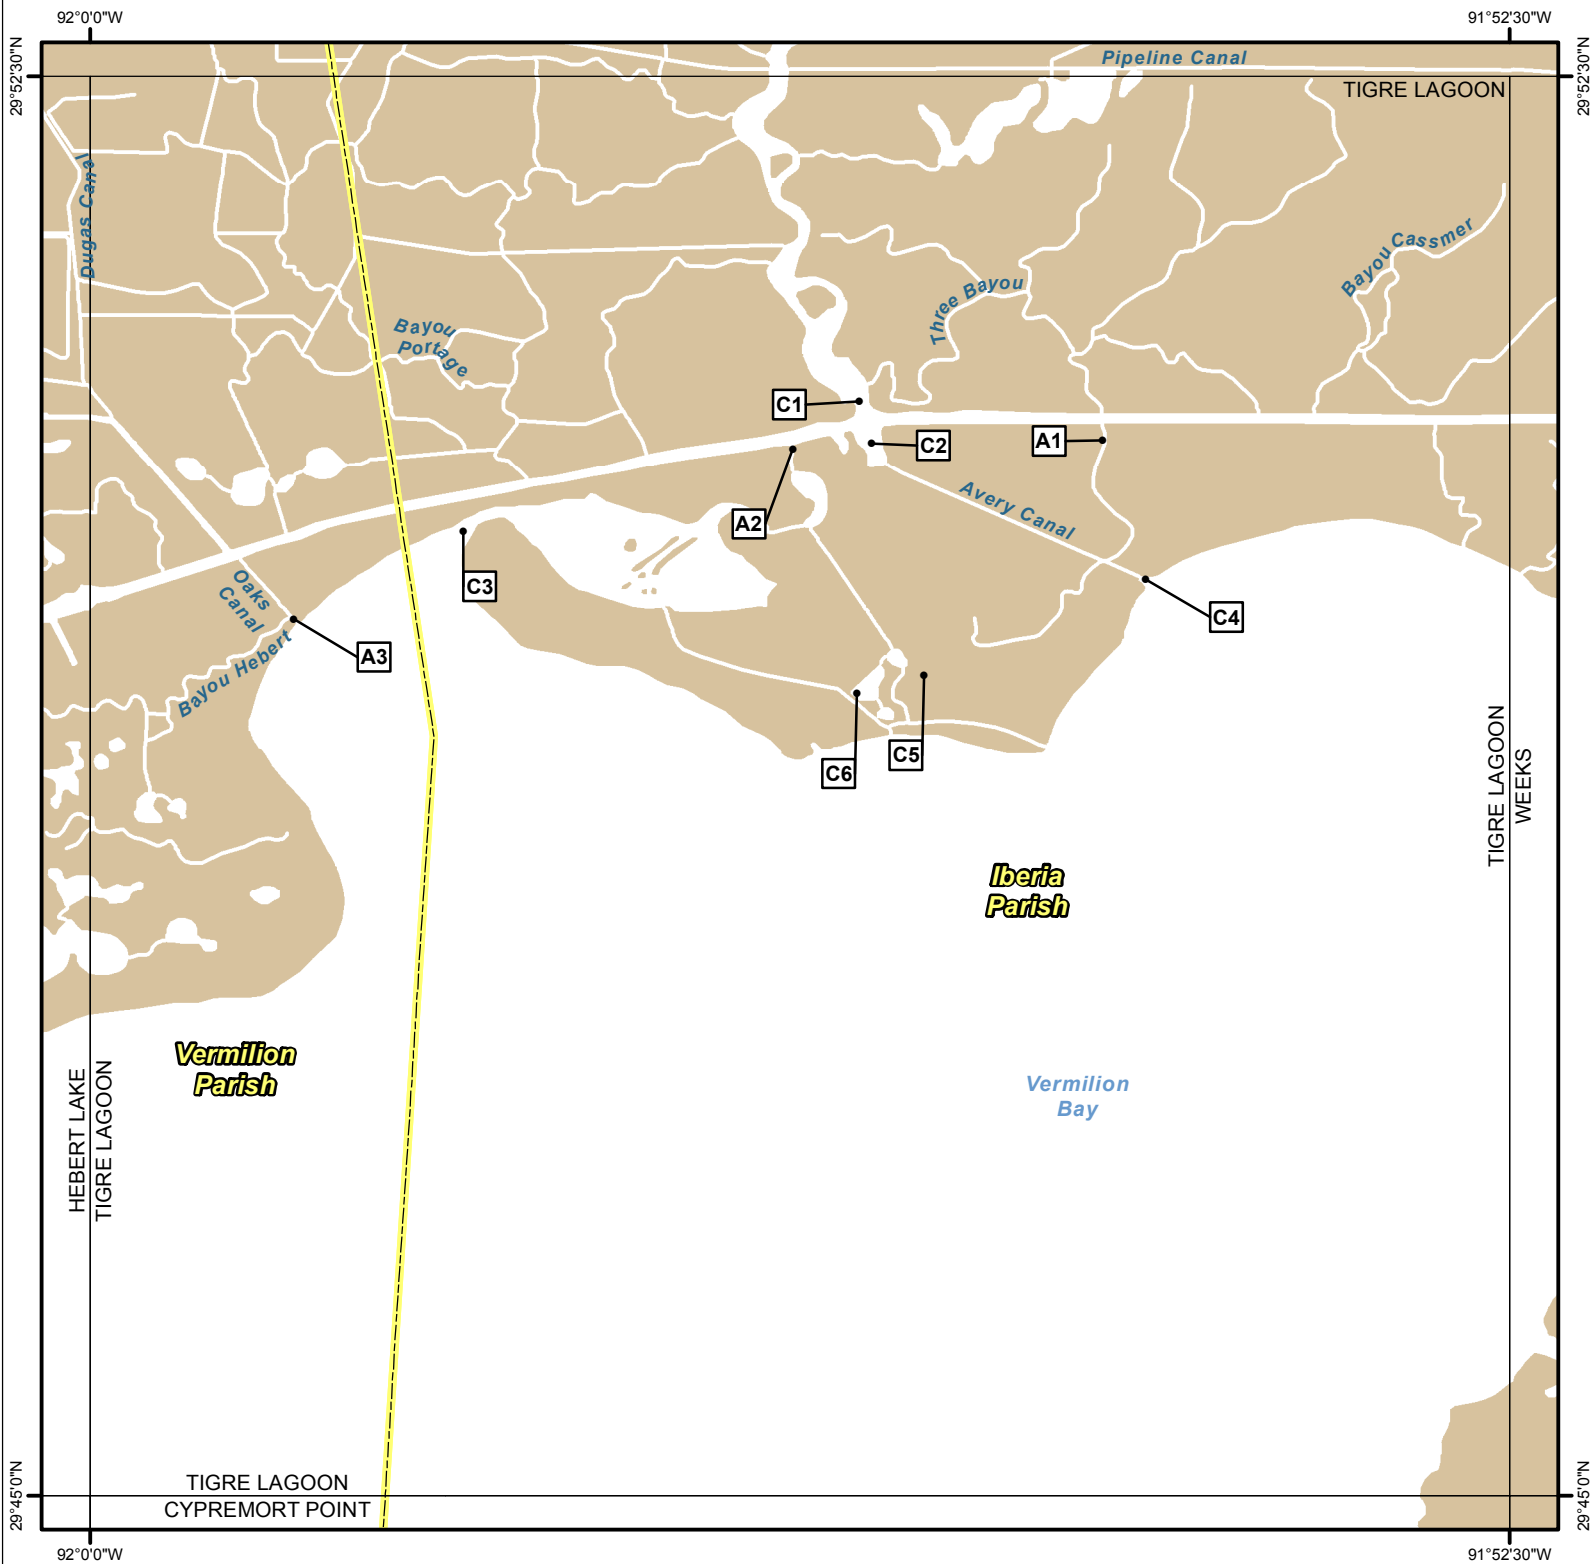 92°0'0"W
91°52'30"W
29°52'30"N
29°52'30"N
Pipeline Canal
TIGRE LAGOON
Dugas Canal
Bayou Cassmer
Three Bayou
Bayou
Portage
C1
C2
A1
A2
Avery Canal
C3
Oaks
Canal
C4
A3
Bayou Hebert
C5
C6
TIGRE LAGOON
WEEKS
Iberia
Parish
Vermilion
Parish
Vermilion
Bay
HEBERT LAKE
TIGRE LAGOON
TIGRE LAGOON
CYPREMORT POINT
29°45'0"N
29°45'0"N
92°0'0"W
91°52'30"W